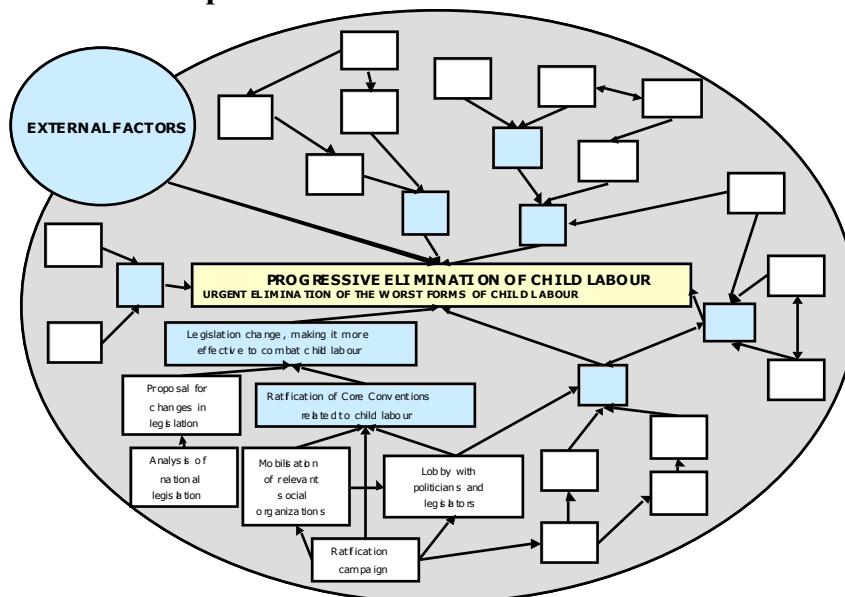 EXTERNAL FACTORS
PROGRESSIVE ELIMINATION OF CHILD LABOUR
URGENT ELIMINATION OF THE WORST FORMS OF CHILD LABOUR
Legislation change, making it more
effective to combat child labour
Proposal for
changes in
legislation
Ratification of Core Conventions
related to child labour
Analysis of
national
legislation
Mobilisation
of relevant
social
organizations
Lobby with
politicians and
legislators
Ratification
campaign